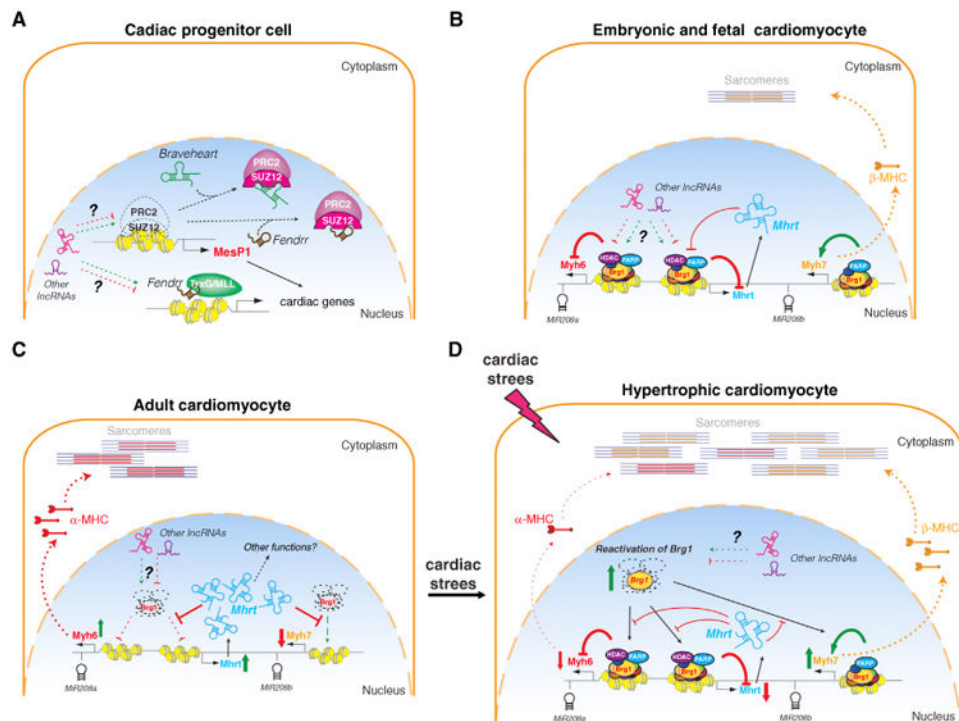 A
Cadiac progenitor cell
Cytoplasm
Braveheart
PRC2
SUZ12
?
PRC2
SUZ12
PRC2
SUZ12
Fendrr
MesP1
Other
lncRNAs
?
Fendrr
TrxG/MLL
cardiac genes
Nucleus
B
Embryonic and fetal cardiomyocyte
Cytoplasm
Sarcomeres
β-MHC
Other lncRNAs
?
Mhrt
HDAC
PARP
Brg1
HDAC
PARP
Brg1
PARP
Brg1
Myh6
Mhrt
Myh7
MiR208a
MiR208b
Nucleus
C
Adult cardiomyocyte
Sarcomeres
Cytoplasm
α-MHC
Other lncRNAs
Other functions?
?
Brg1
Mhrt
Brg1
Myh6
Mhrt
Myh7
MiR208a
MiR208b
Nucleus
cardiac
strees
D
cardiac
strees
Hypertrophic cardiomyocyte
Sarcomeres
Cytoplasm
α-MHC
β-MHC
?
Reactivation of Brg1
Other lncRNAs
Brg1
Mhrt
HDAC
PARP
Brg1
HDAC
PARP
Brg1
PARP
Brg1
Myh6
Mhrt
Myh7
MiR208a
MiR208b
Nucleus